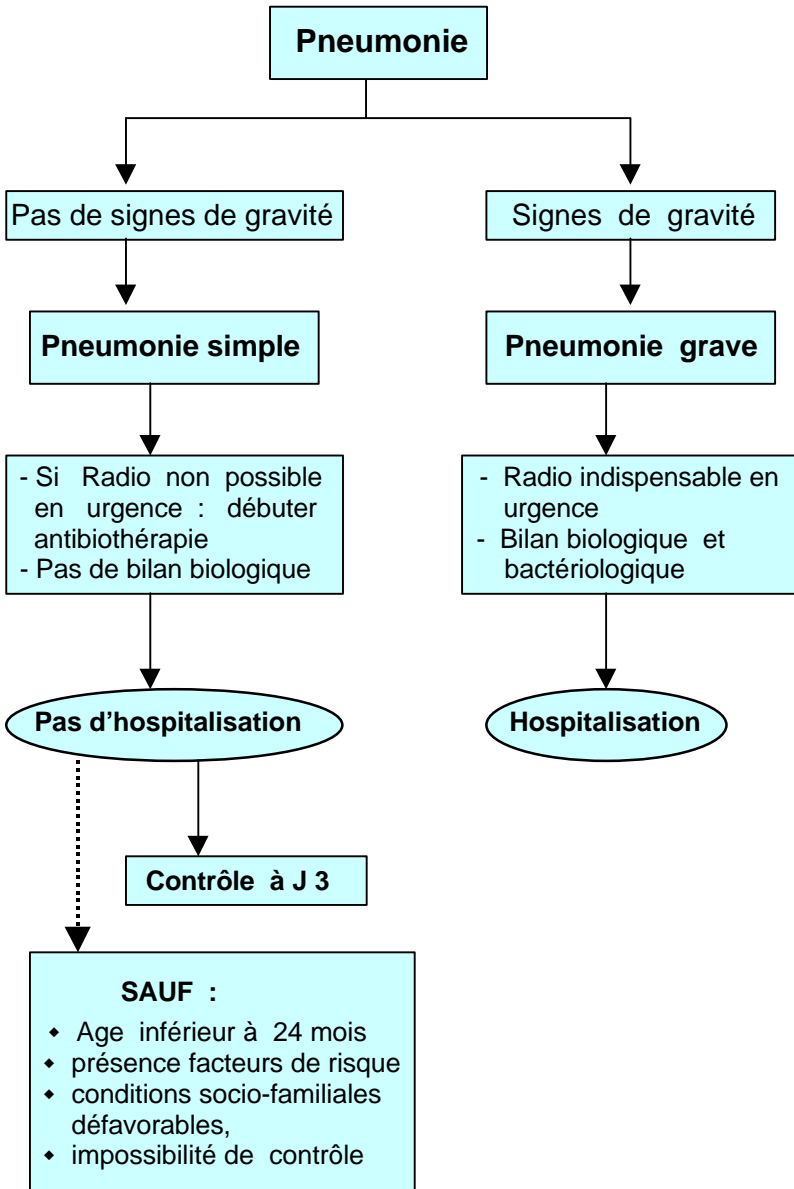 Pneumonie
Pas de signes de gravité
Signes de gravité
Pneumonie simple
Pneumonie grave
- Si Radio non possible
en urgence : débuter
antibiothérapie
- Pas de bilan biologique
- Radio indispensable en
urgence
- Bilan biologique et
bactériologique
Pas d'hospitalisation
Hospitalisation
Contrôle à J 3
SAUF :
◆ Age inférieur à 24 mois
◆ présence facteurs de risque
◆ conditions socio-familiales
défavorables,
◆ impossibilité de contrôle